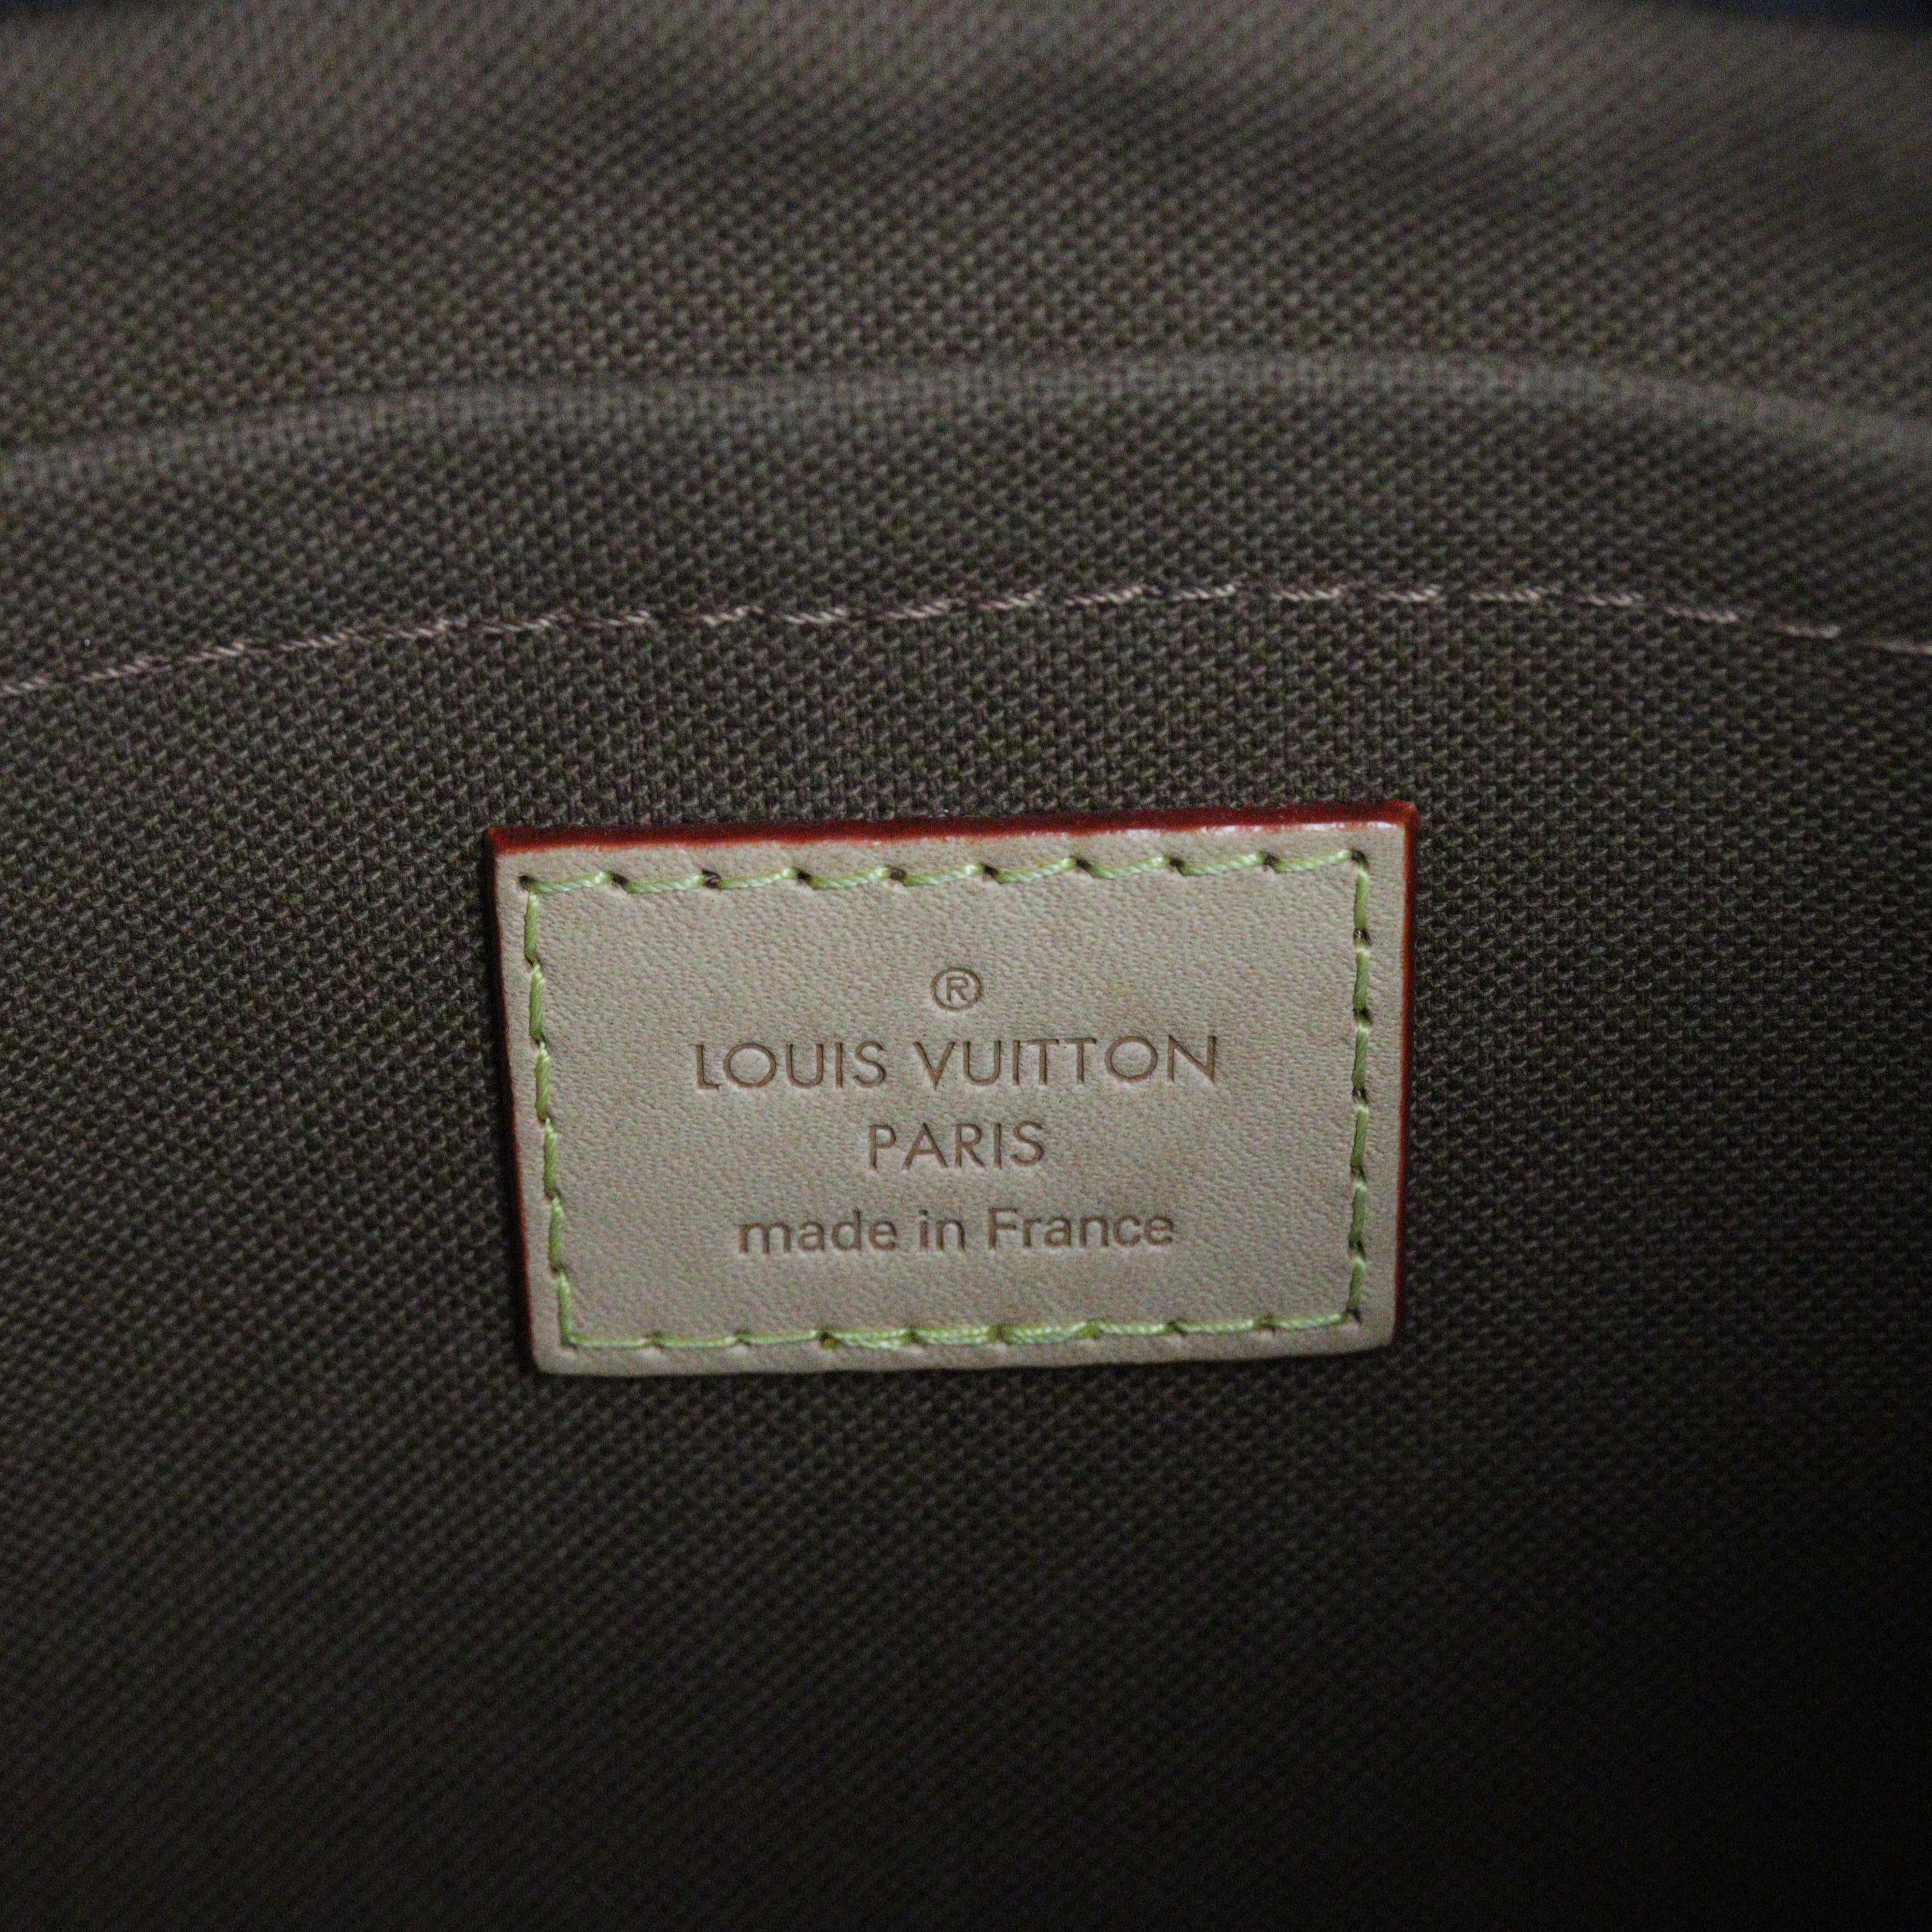 ®
LOUIS VUITTON
PARIS
made in France